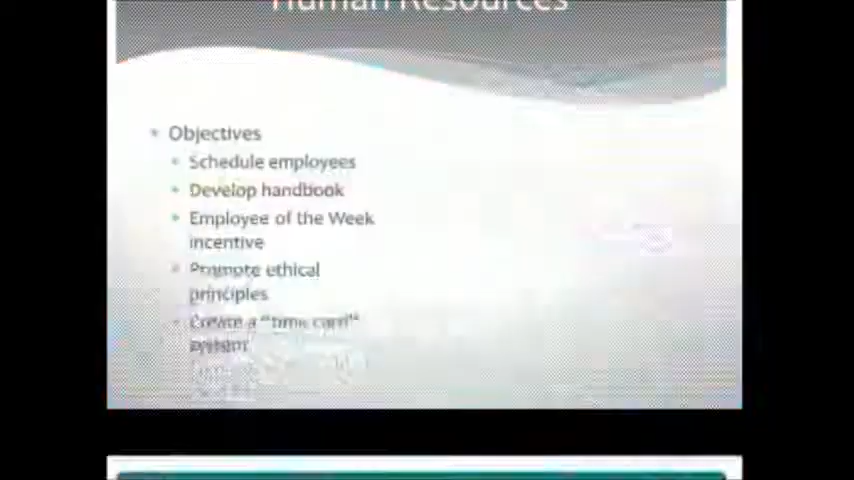 Human Resources
Objectives
Schedule employees
Develop handbook
Employee of the Week
incentive
Promote ethical
principles
Create a "time card"
system